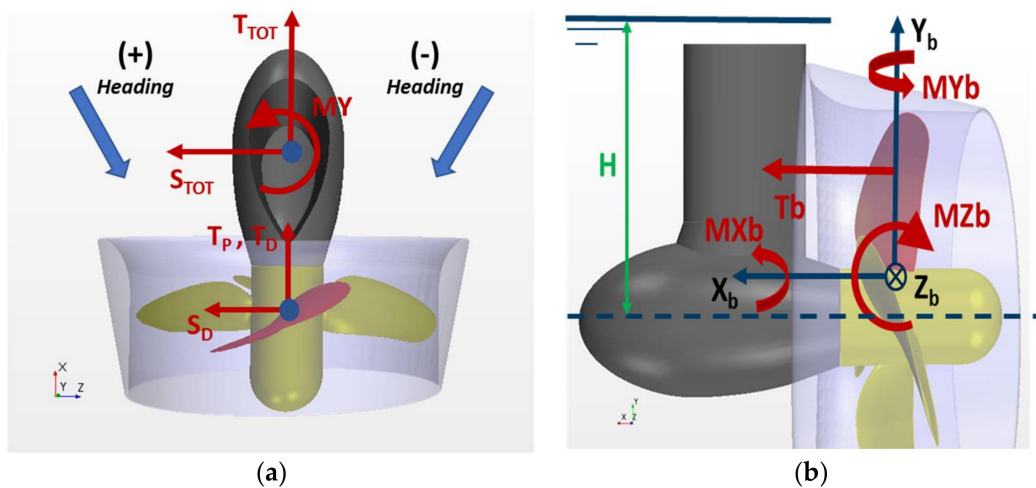 T_TOT
(+)
Heading
(-)
Heading
MY
S_TOT
T_P , T_D
S_D
X
Y Z
(a)
H
Y_b
MYb
Tb
MXb
MZb
X_b
Z_b
Y
X Z
(b)